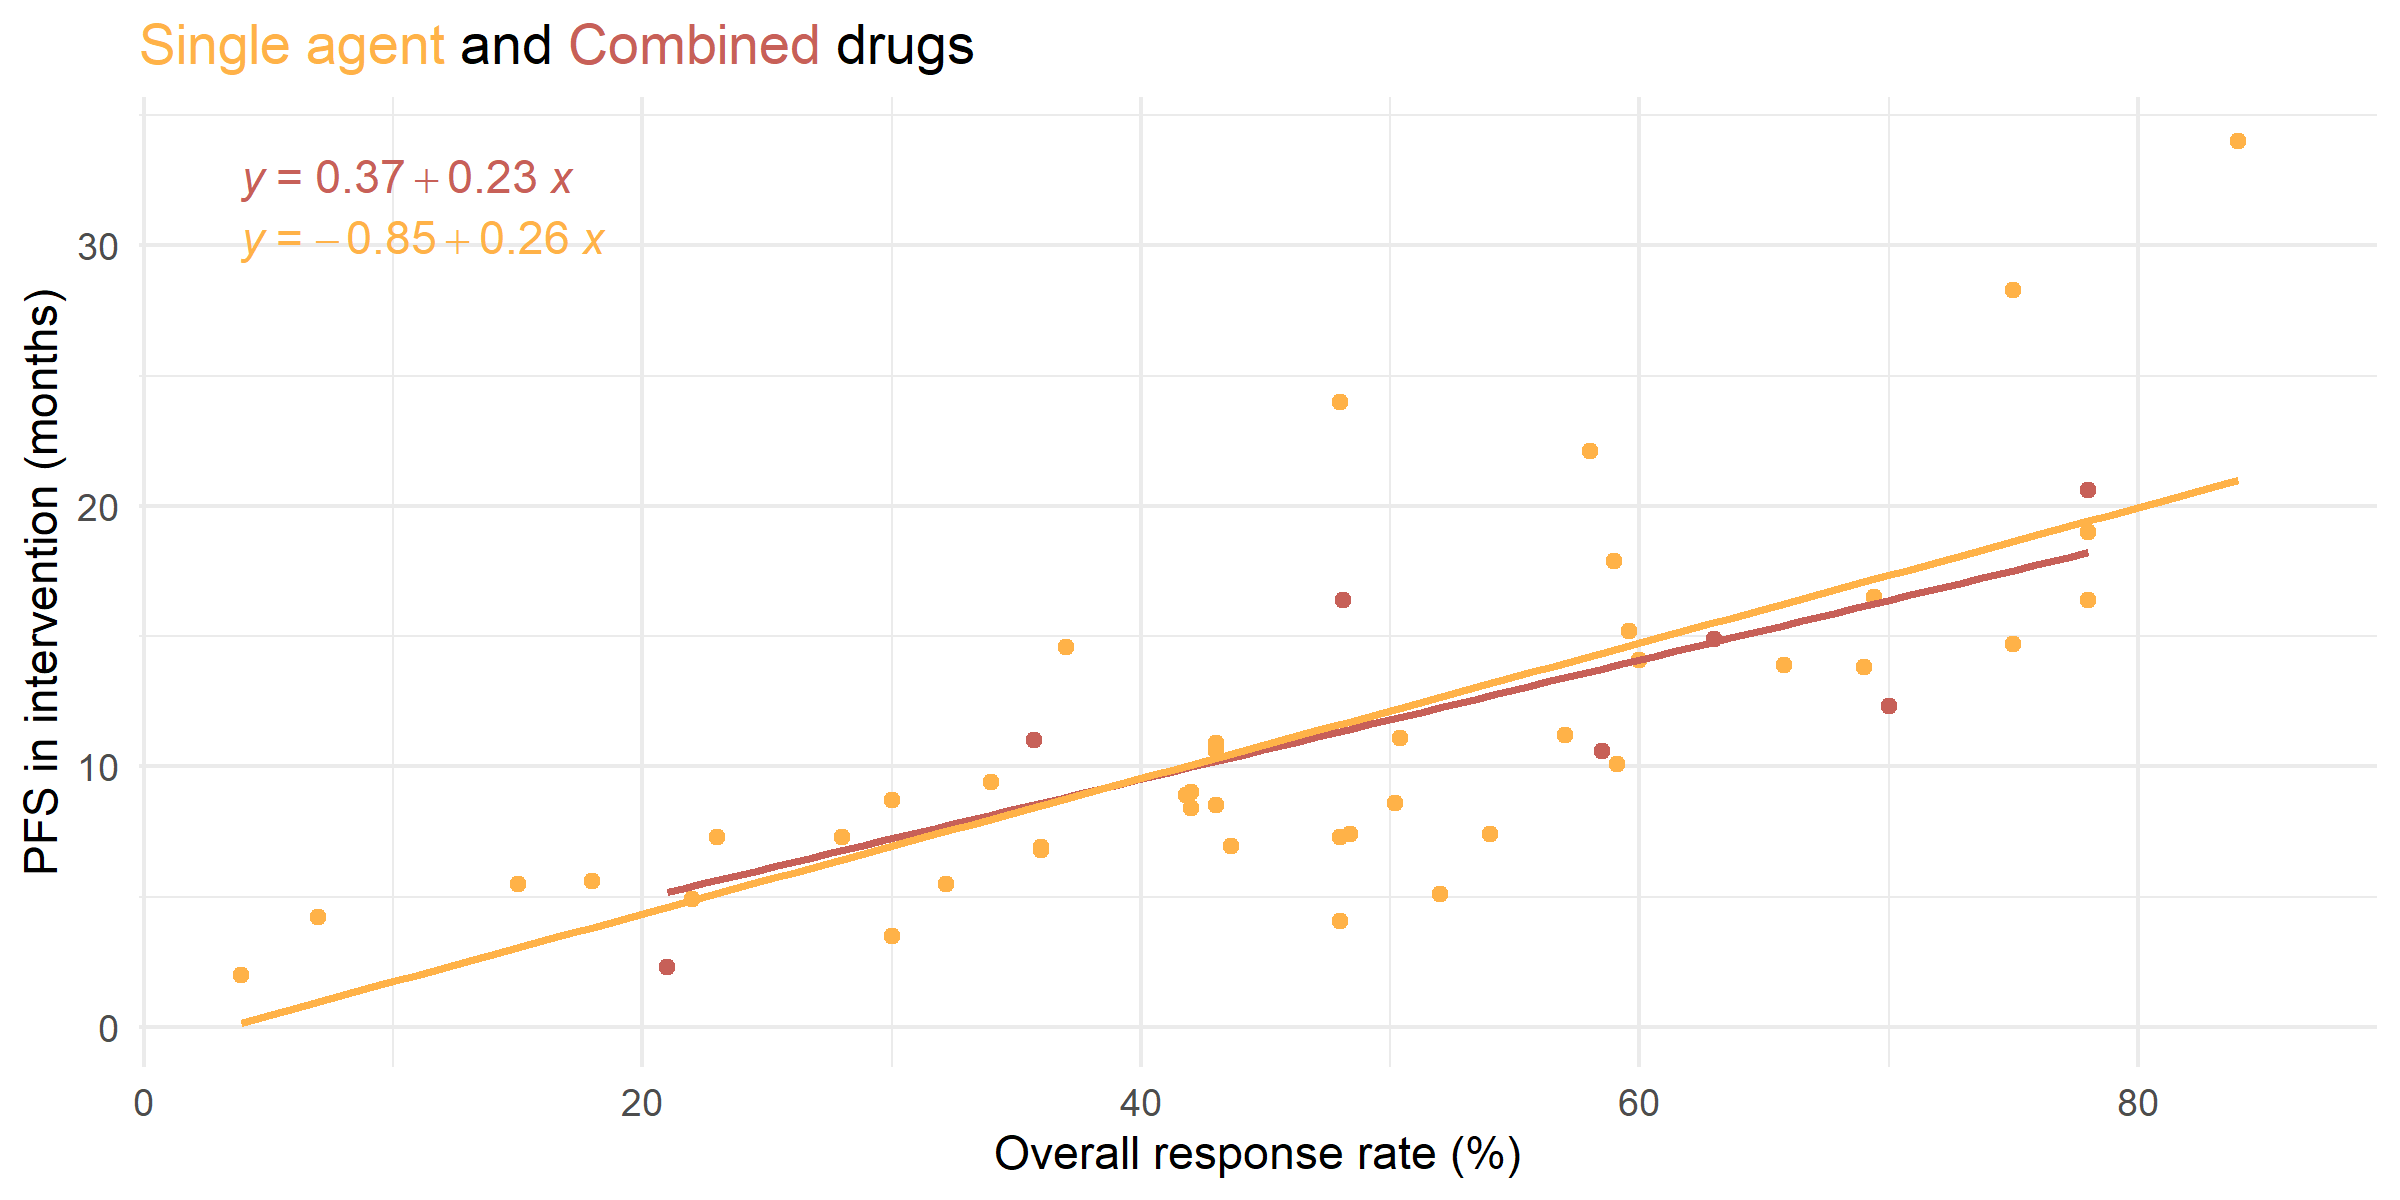 Single agent and Combined drugs
y = 0.37 + 0.23 x
y = −0.85 + 0.26 x
PFS in intervention (months)
30
20
10
0
0 20 40 60 80
Overall response rate (%)